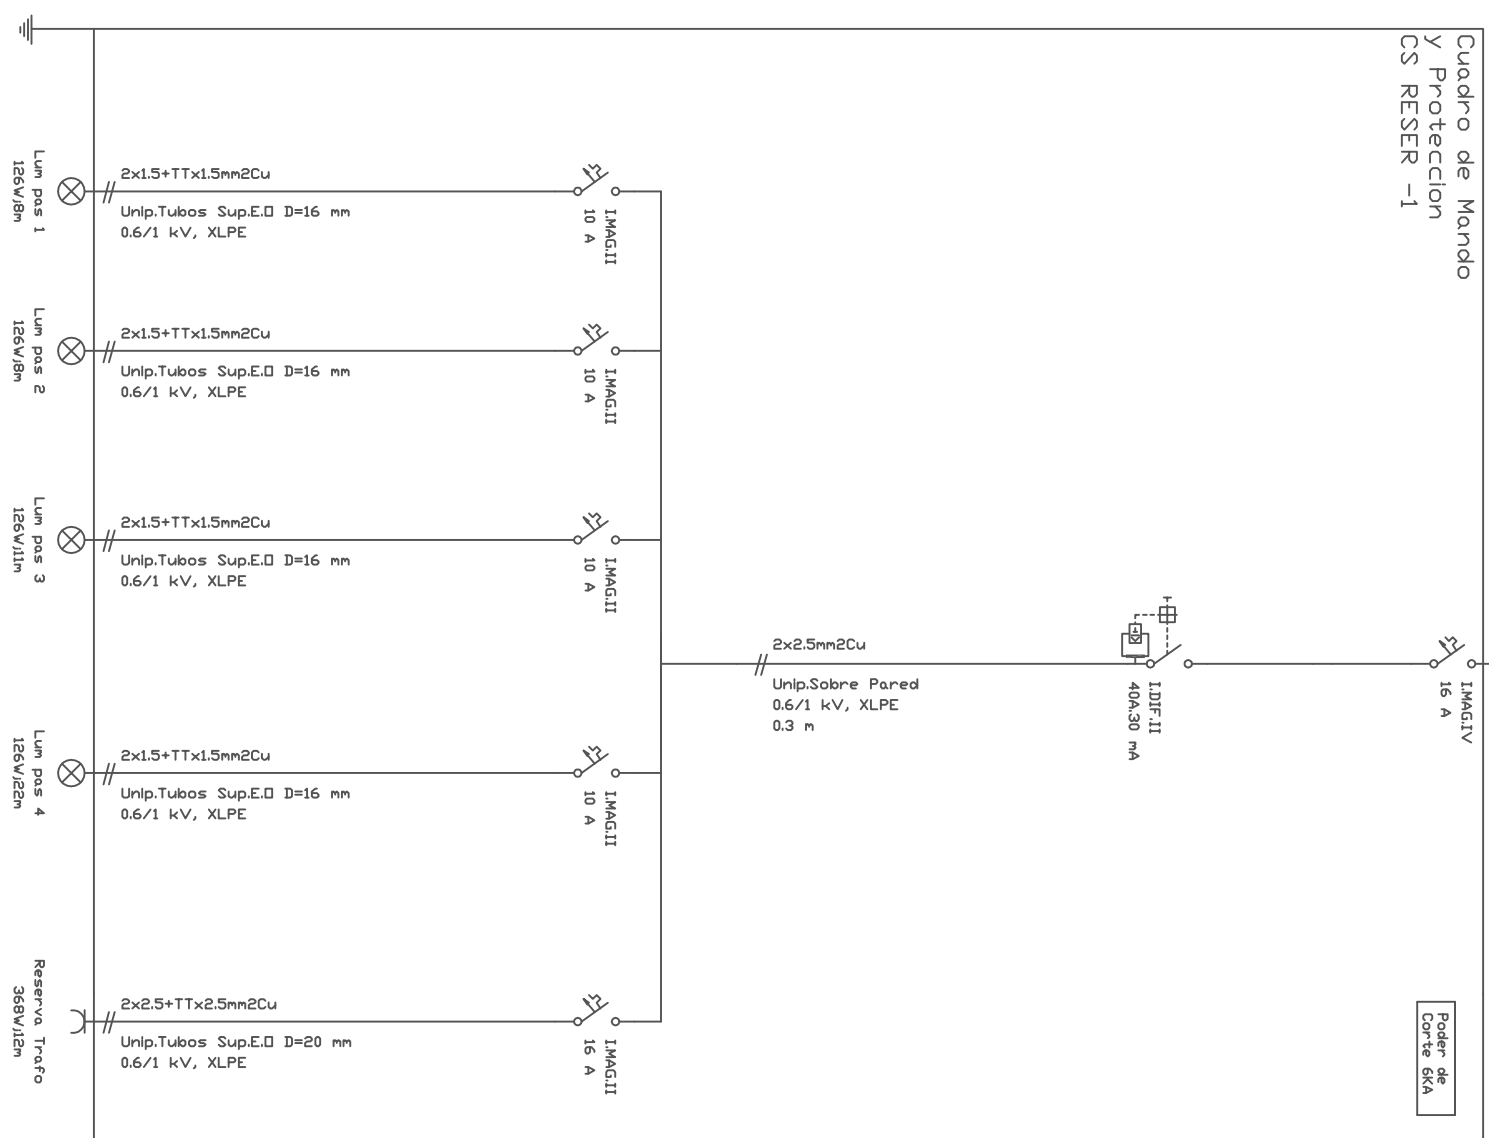 Cuadro de Mando
y Proteccion
CS RESER -1
I.MAG.IV
16 A
I.DIF.II
40A.30 mA
2x2.5mm2Cu
Unip.Sobre Pared
0.6/1 kV, XLPE
0.3 m
Poder de
Corte 6KA
I.MAG.II
10 A
2x1.5+TTx1.5mm2Cu
Unip.Tubos Sup.E.O D=16 mm
0.6/1 kV, XLPE
Lum pas 1
126W;8m
I.MAG.II
10 A
2x1.5+TTx1.5mm2Cu
Unip.Tubos Sup.E.O D=16 mm
0.6/1 kV, XLPE
Lum pas 2
126W;8m
I.MAG.II
10 A
2x1.5+TTx1.5mm2Cu
Unip.Tubos Sup.E.O D=16 mm
0.6/1 kV, XLPE
Lum pas 3
126W;11m
I.MAG.II
10 A
2x1.5+TTx1.5mm2Cu
Unip.Tubos Sup.E.O D=16 mm
0.6/1 kV, XLPE
Lum pas 4
126W;22m
I.MAG.II
16 A
2x2.5+TTx2.5mm2Cu
Unip.Tubos Sup.E.O D=20 mm
0.6/1 kV, XLPE
Reserva Trafo
368W;12m